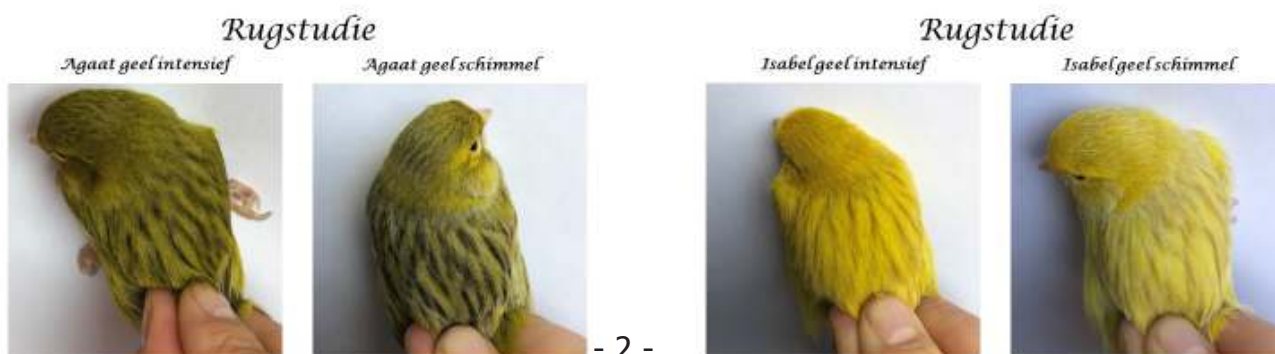 Rugstudie
Agaat geel intensief
Agaat geel schimmel
Rugstudie
Isabel geel intensief
Isabel geel schimmel
- 2 -